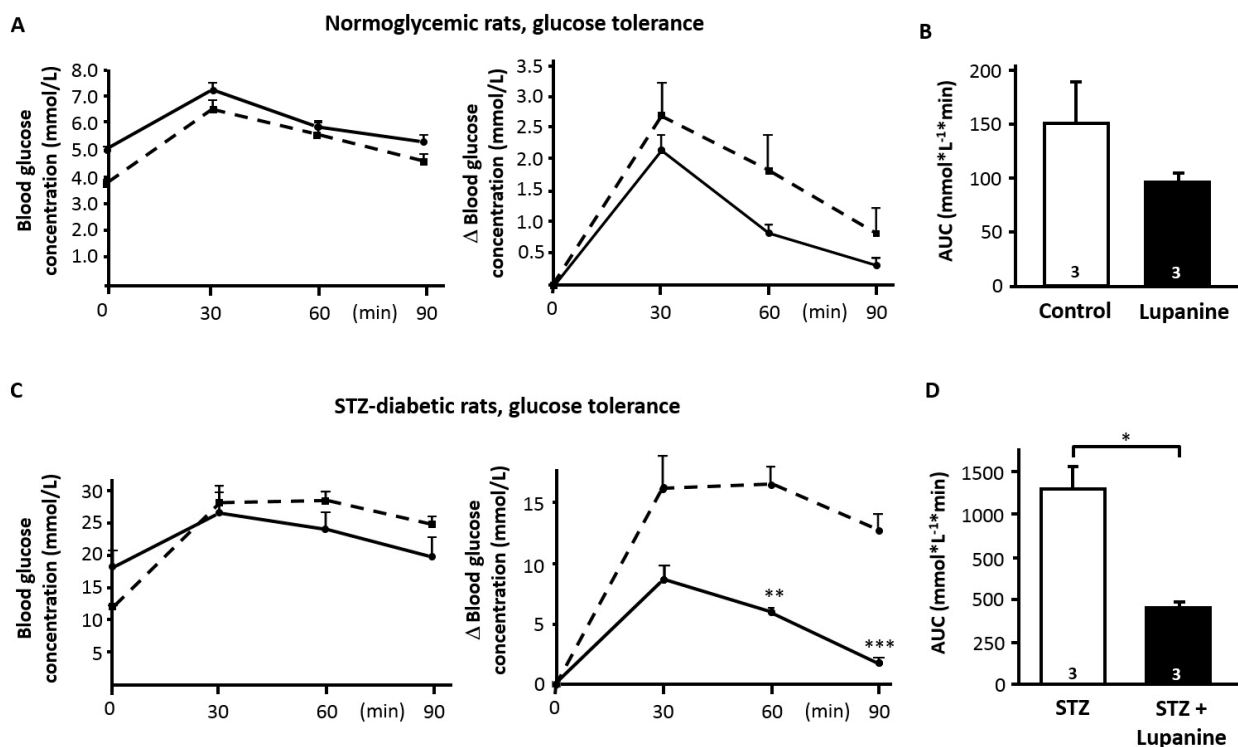 A
Normoglycemic rats, glucose tolerance
Blood glucose
concentration (mmol/L)
8.0
7.0
6.0
5.0
4.0
3.0
2.0
1.0
0 30 60 (min) 90
Δ Blood glucose
concentration (mmol/L)
3.5
3.0
2.5
2.0
1.5
1.0
0.5
0 30 60 (min) 90
B
AUC (mmol*L-1*min)
200
150
100
50
0
3 3
Control Lupanine
C
STZ-diabetic rats, glucose tolerance
Blood glucose
concentration (mmol/L)
30
25
20
15
10
5
0 30 60 (min) 90
Δ Blood glucose
concentration (mmol/L)
15
10
5
0
**
***
0 30 60 (min) 90
D
*
AUC (mmol*L-1*min)
1500
1000
500
500
250
0
3 3
STZ STZ +
Lupanine